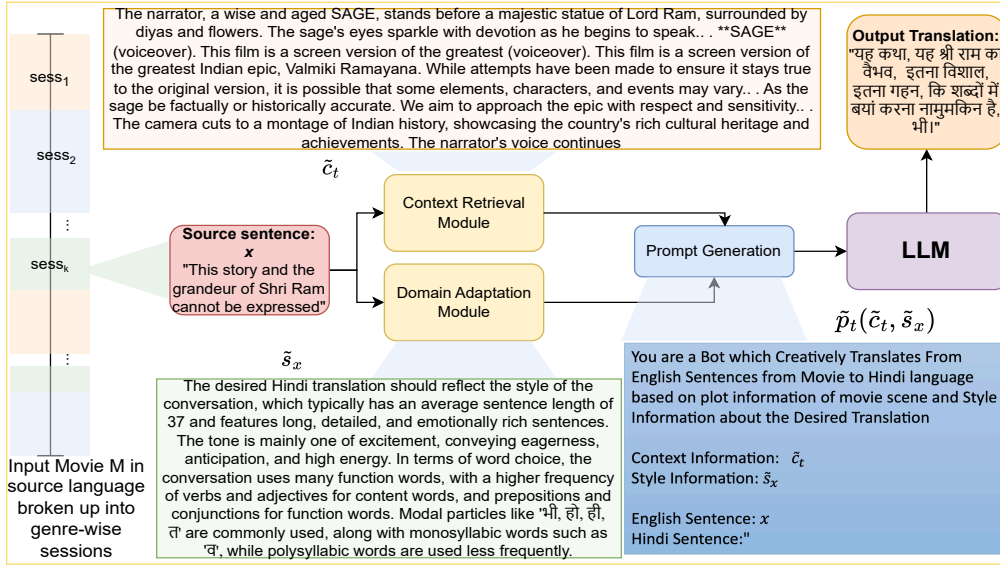 sess1
sess2
⋮
sessk
⋮
Input Movie M in
source language
broken up into
genre-wise
sessions
The narrator, a wise and aged SAGE, stands before a majestic statue of Lord Ram, surrounded by
diyas and flowers. The sage's eyes sparkle with devotion as he begins to speak.. . **SAGE**
(voiceover). This film is a screen version of the greatest (voiceover). This film is a screen version of
the greatest Indian epic, Valmiki Ramayana. While attempts have been made to ensure it stays true
to the original version, it is possible that some elements, characters, and events may vary.. . As the
sage be factually or historically accurate. We aim to approach the epic with respect and sensitivity.. .
The camera cuts to a montage of Indian history, showcasing the country's rich cultural heritage and
achievements. The narrator's voice continues
c̃_t
Source sentence:
x
"This story and the
grandeur of Shri Ram
cannot be expressed"
Context Retrieval
Module
Domain Adaptation
Module
Prompt Generation
LLM
Output Translation:
"यह कथा, यह श्री राम का
वैभव, इतना विशाल,
इतना गहन, कि शब्दों में
बयां करना नामुमकिन है,
भी।"
s̃_x
The desired Hindi translation should reflect the style of the
conversation, which typically has an average sentence length of
37 and features long, detailed, and emotionally rich sentences.
The tone is mainly one of excitement, conveying eagerness,
anticipation, and high energy. In terms of word choice, the
conversation uses many function words, with a higher frequency
of verbs and adjectives for content words, and prepositions and
conjunctions for function words. Modal particles like 'भी, हो, ही,
त' are commonly used, along with monosyllabic words such as
'व', while polysyllabic words are used less frequently.
p̃_t(c̃_t, s̃_x)
You are a Bot which Creatively Translates From
English Sentences from Movie to Hindi language
based on plot information of movie scene and Style
Information about the Desired Translation
Context Information: c̃_t
Style Information: s̃_x
English Sentence: x
Hindi Sentence:"